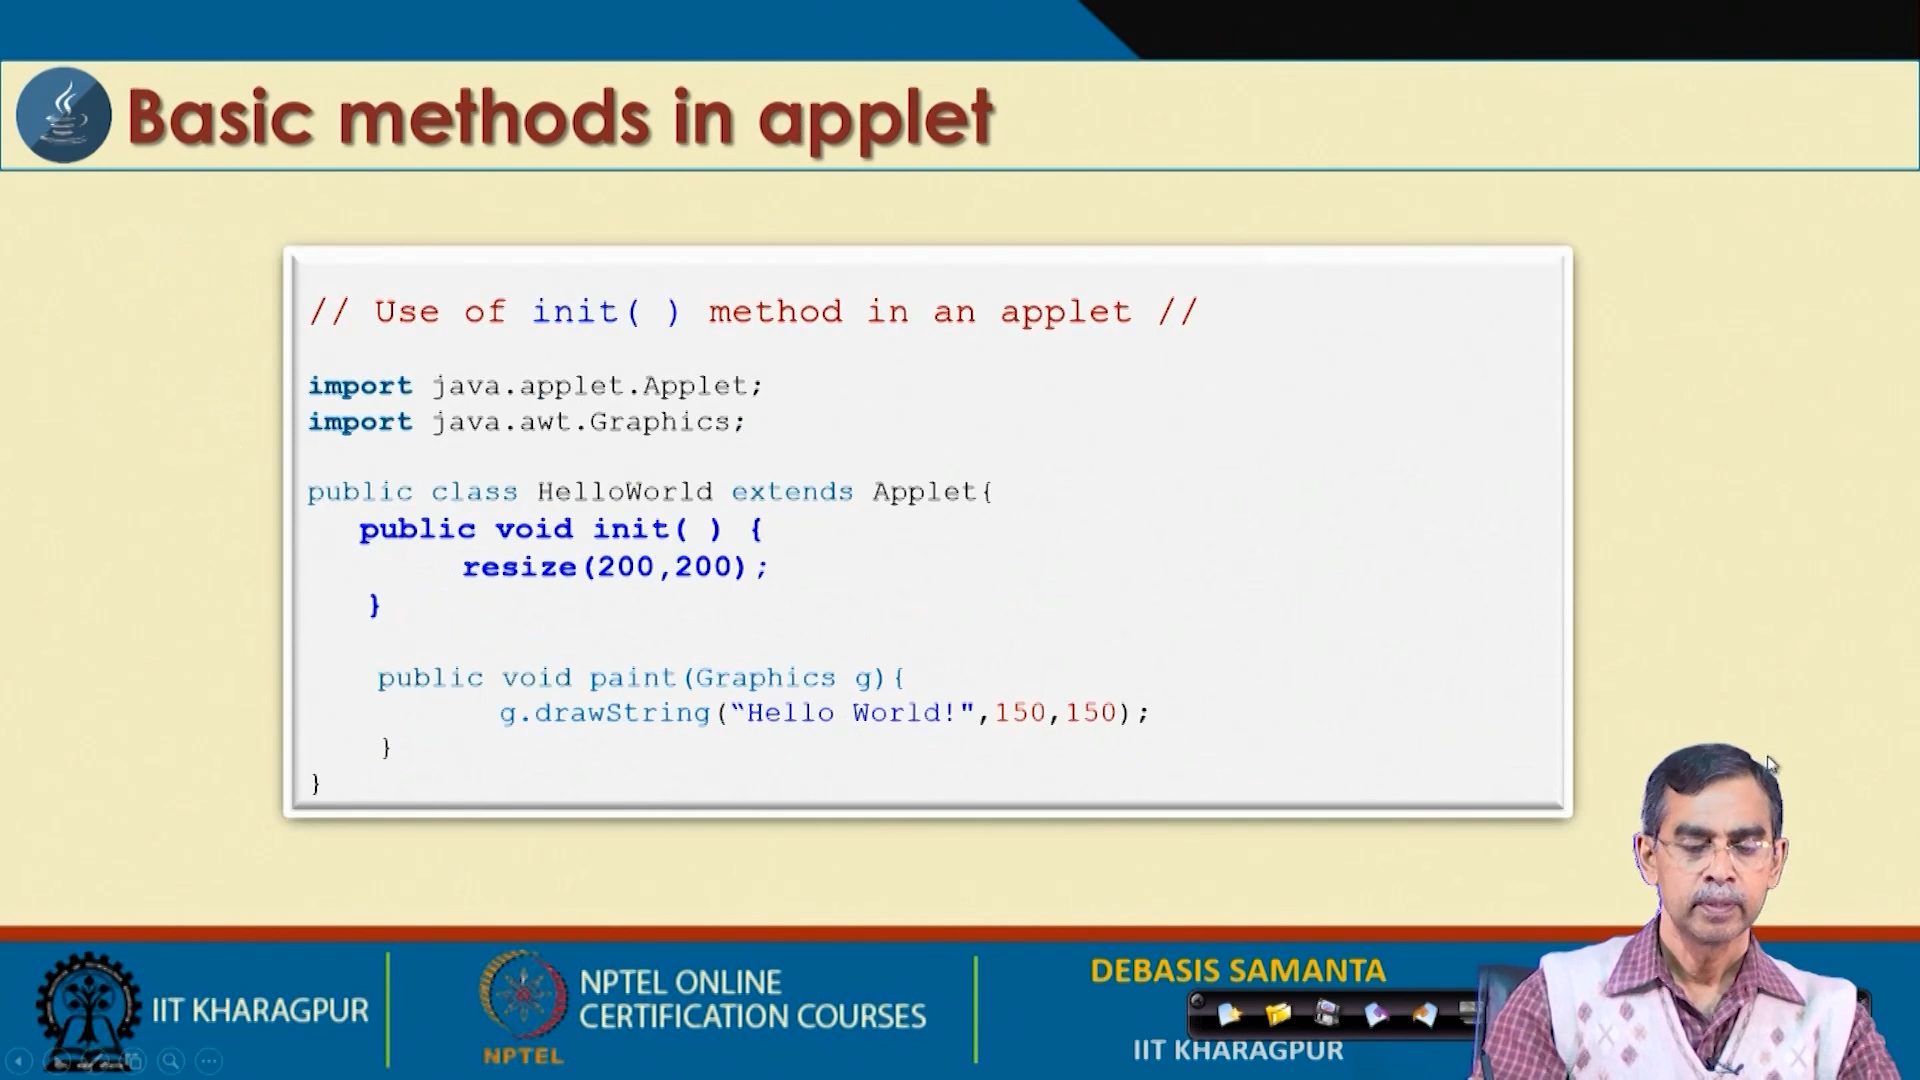 Basic methods in applet
// Use of init( ) method in an applet //
import java.applet.Applet;
import java.awt.Graphics;
public class HelloWorld extends Applet{
public void init( ) {
resize(200,200);
}
public void paint(Graphics g){
g.drawString(“Hello World!",150,150);
}
}
IIT KHARAGPUR
NPTEL
NPTEL ONLINE
CERTIFICATION COURSES
DEBASIS SAMANTA
IIT KHARAGPUR